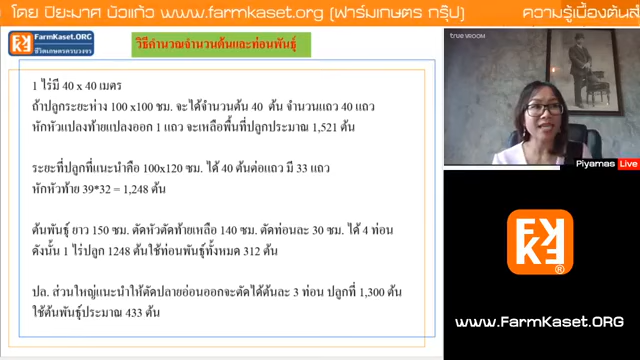 โดย ปิยะมาศ บัวแก้ว www.farmkaset.org (ฟาร์มเกษตร กรุ๊ป) ความรู้เบื้องต้นส
FK FarmKaset.ORG
ชีวิตเกษตรครบวงจร
วิธีคำนวณจำนวนต้นและท่อนพันธุ์
true VROOM
1 ไร่มี 40 x 40 เมตร
ถ้าปลูกระยะห่าง 100 x100 ซม. จะได้จำนวนต้น 40 ต้น จำนวนแถว 40 แถว
หักหัวแปลงท้ายแปลงออก 1 แถว จะเหลือพื้นที่ปลูกประมาณ 1,521 ต้น
ระยะที่ปลูกที่แนะนำคือ 100x120 ซม. ได้ 40 ต้นต่อแถว มี 33 แถว
หักหัวท้าย 39*32 = 1,248 ต้น
ต้นพันธุ์ ยาว 150 ซม. ตัดหัวตัดท้ายเหลือ 140 ซม. ตัดท่อนละ 30 ซม. ได้ 4 ท่อน
ดังนั้น 1 ไร่ปลูก 1248 ต้นใช้ท่อนพันธุ์ทั้งหมด 312 ต้น
ปล. ส่วนใหญ่แนะนำให้ตัดปลายอ่อนออกจะตัดได้ต้นละ 3 ท่อน ปลูกที่ 1,300 ต้น
ใช้ต้นพันธุ์ประมาณ 433 ต้น
Piyamas Live
FKFK ®
www.FarmKaset.ORG